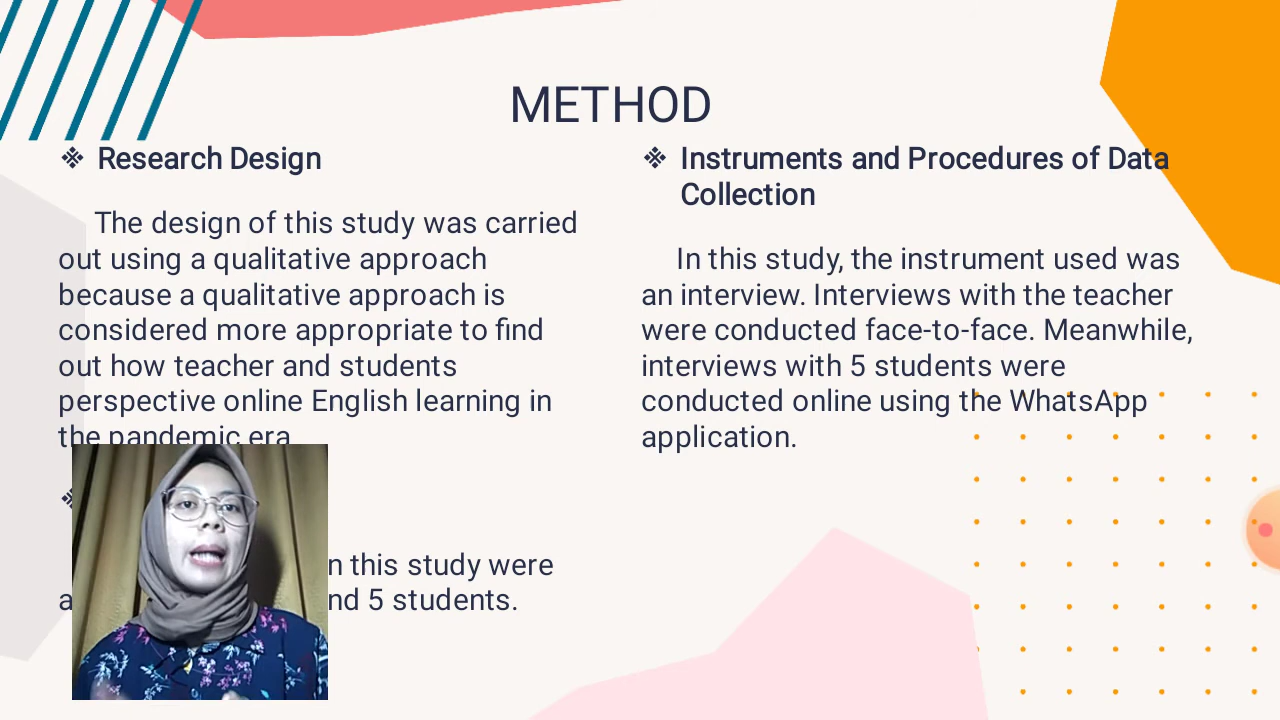 METHOD
❖ Research Design
The design of this study was carried
out using a qualitative approach
because a qualitative approach is
considered more appropriate to find
out how teacher and students
perspective online English learning in
the pandemic era
n this study were
a nd 5 students.
❖ Instruments and Procedures of Data
Collection
In this study, the instrument used was
an interview. Interviews with the teacher
were conducted face-to-face. Meanwhile,
interviews with 5 students were
conducted online using the WhatsApp
application.